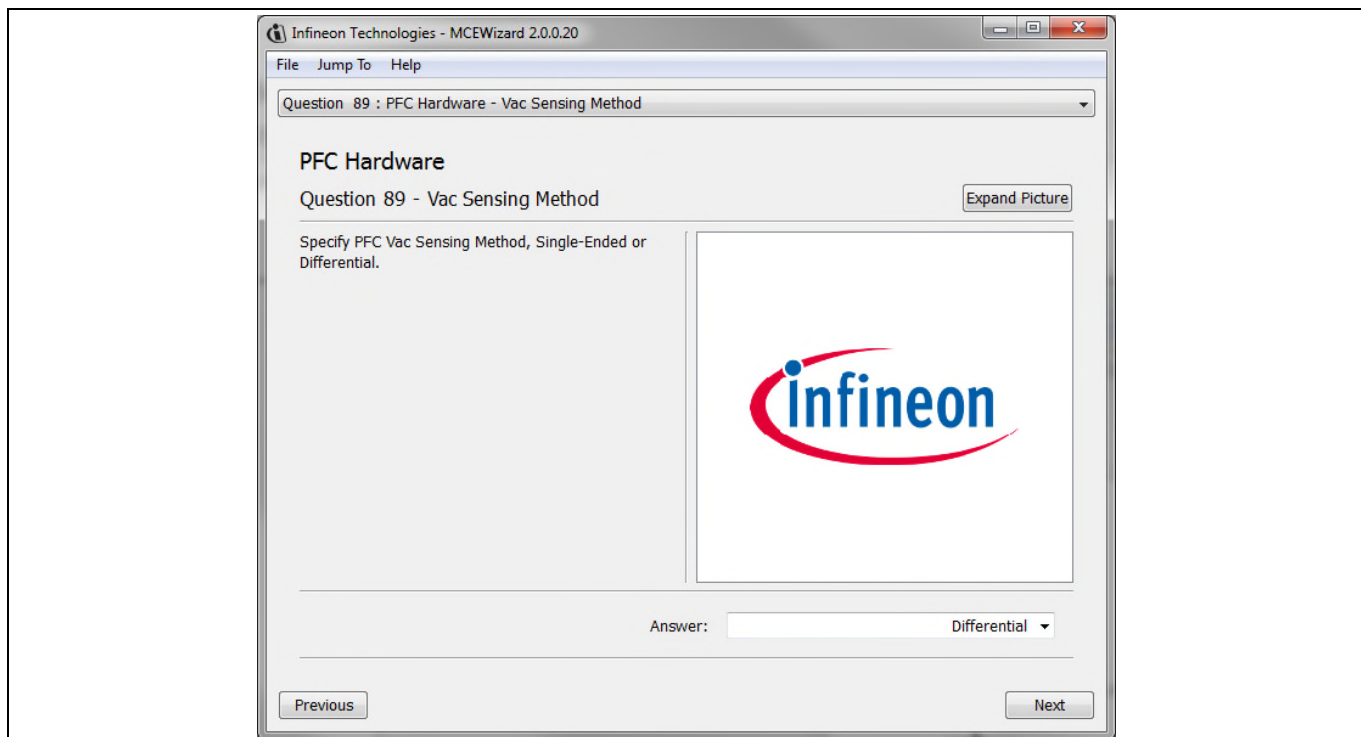 Infineon Technologies - MCEWizard 2.0.0.20
File Jump To Help
Question 89 : PFC Hardware - Vac Sensing Method
PFC Hardware
Question 89 - Vac Sensing Method
Expand Picture
Specify PFC Vac Sensing Method, Single-Ended or
Differential.
infineon
Answer: Differential
Previous Next